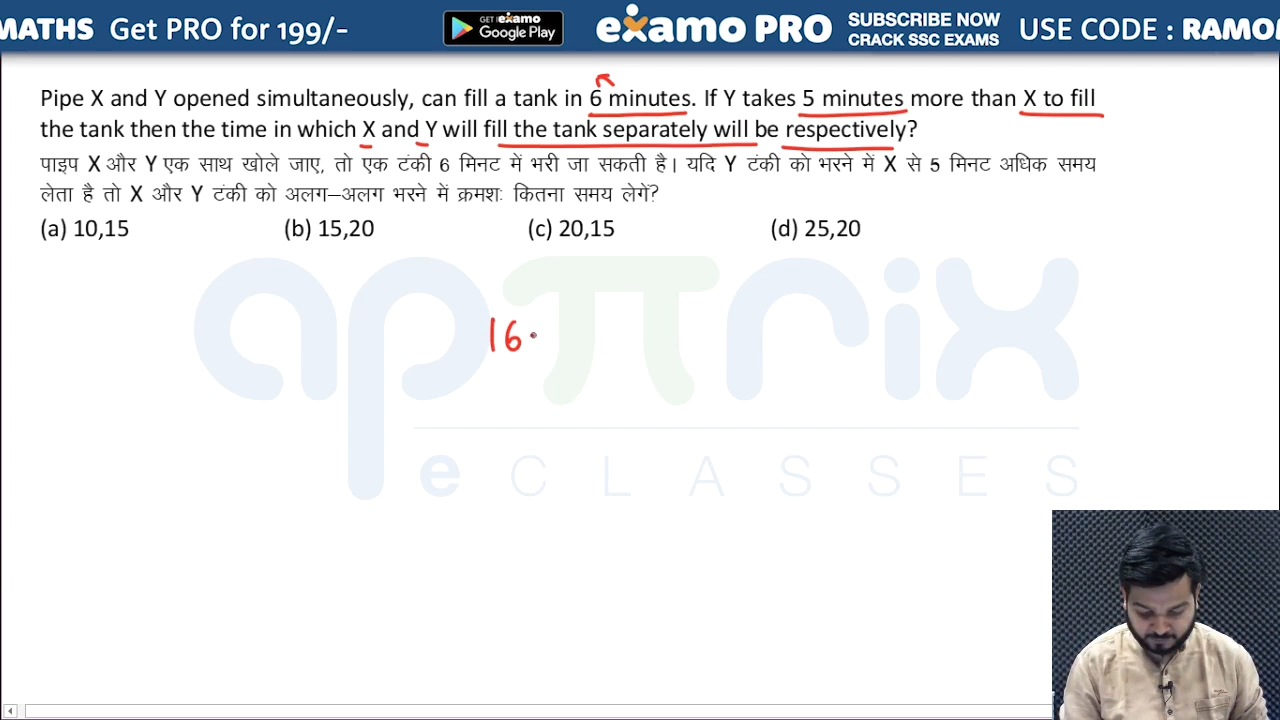 MATHS Get PRO for 199/-
GET IT ON examo
Google Play
examo PRO
SUBSCRIBE NOW
CRACK SSC EXAMS
USE CODE : RAMO
Pipe X and Y opened simultaneously, can fill a tank in 6 minutes. If Y takes 5 minutes more than X to fill
the tank then the time in which X and Y will fill the tank separately will be respectively?
पाइप X और Y एक साथ खोले जाए, तो एक टंकी 6 मिनट में भरी जा सकती है। यदि Y टंकी को भरने में X से 5 मिनट अधिक समय
लेता है तो X और Y टंकी को अलग–अलग भरने में क्रमशः कितना समय लेगें?
(a) 10,15 (b) 15,20 (c) 20,15 (d) 25,20
16
apπrix
e CLASSES